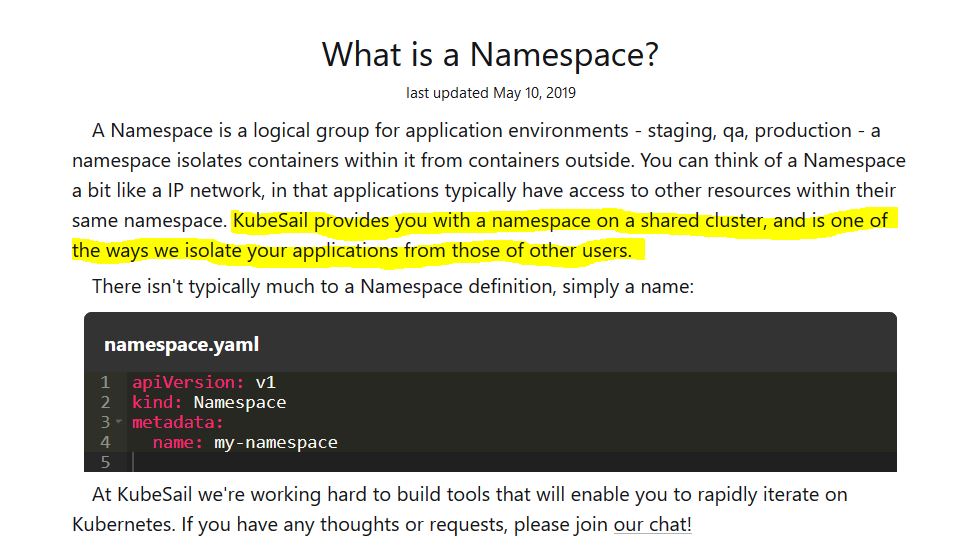 What is a Namespace?
last updated May 10, 2019
A Namespace is a logical group for application environments - staging, qa, production - a
namespace isolates containers within it from containers outside. You can think of a Namespace
a bit like a IP network, in that applications typically have access to other resources within their
same namespace. KubeSail provides you with a namespace on a shared cluster, and is one of
the ways we isolate your applications from those of other users.
There isn't typically much to a Namespace definition, simply a name:
namespace.yaml
1 apiVersion: v1
2 kind: Namespace
3 metadata:
4   name: my-namespace
5
At KubeSail we're working hard to build tools that will enable you to rapidly iterate on
Kubernetes. If you have any thoughts or requests, please join our chat!